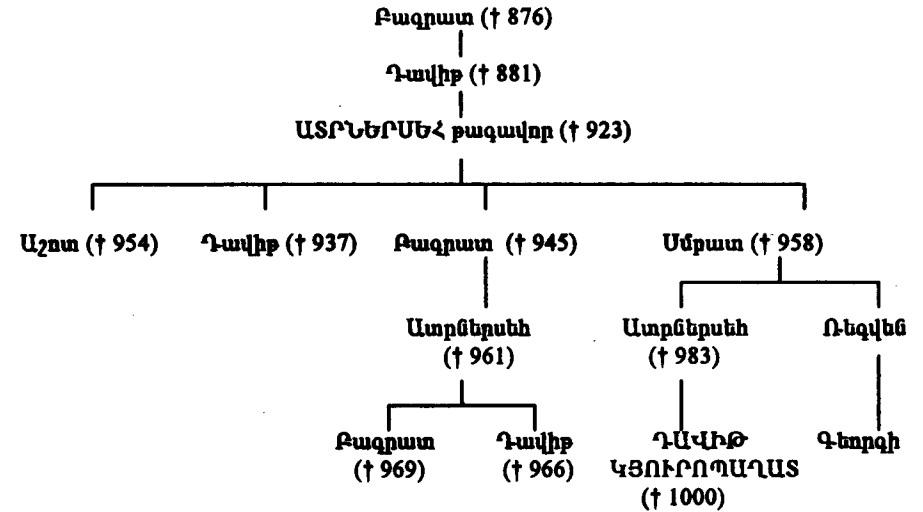 Բագրատ († 876)
Դավիթ († 881)
ԱՏՐՆԵՐՍԵՀ թագավոր († 923)
Աշոտ († 954) Դավիթ († 937) Բագրատ († 945) Սմբատ († 958)
Ատրներսեհ Ատրներսեհ Ռեզվեն
(† 961) († 983)
Բագրատ Դավիթ ԴԱՎԻԹ Գեորգի
(† 969) († 966) ԿՅՈՒՐՈՊԱՂԱՏ
($† 1000)